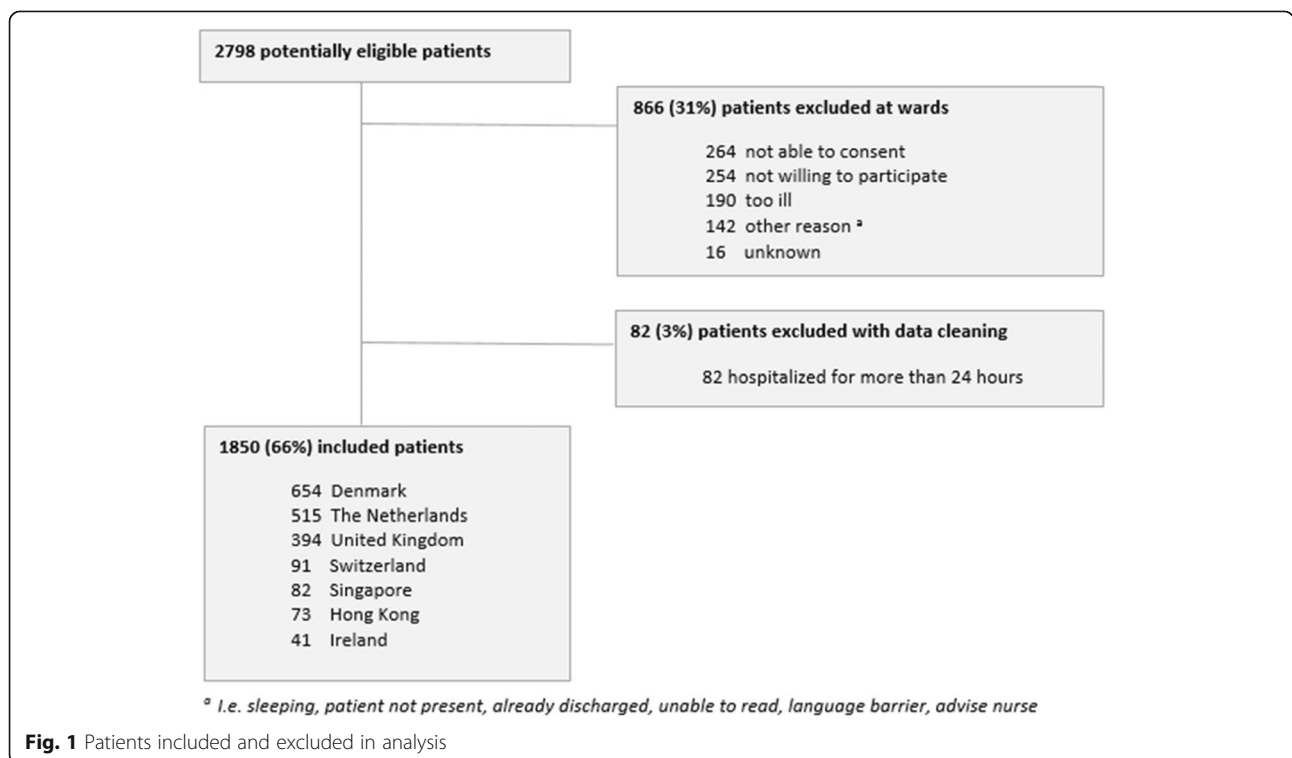 2798 potentially eligible patients
866 (31%) patients excluded at wards
264 not able to consent
254 not willing to participate
190 too ill
142 other reason ᵃ
16 unknown
82 (3%) patients excluded with data cleaning
82 hospitalized for more than 24 hours
1850 (66%) included patients
654 Denmark
515 The Netherlands
394 United Kingdom
91 Switzerland
82 Singapore
73 Hong Kong
41 Ireland
ᵃ I.e. sleeping, patient not present, already discharged, unable to read, language barrier, advise nurse
Fig. 1 Patients included and excluded in analysis